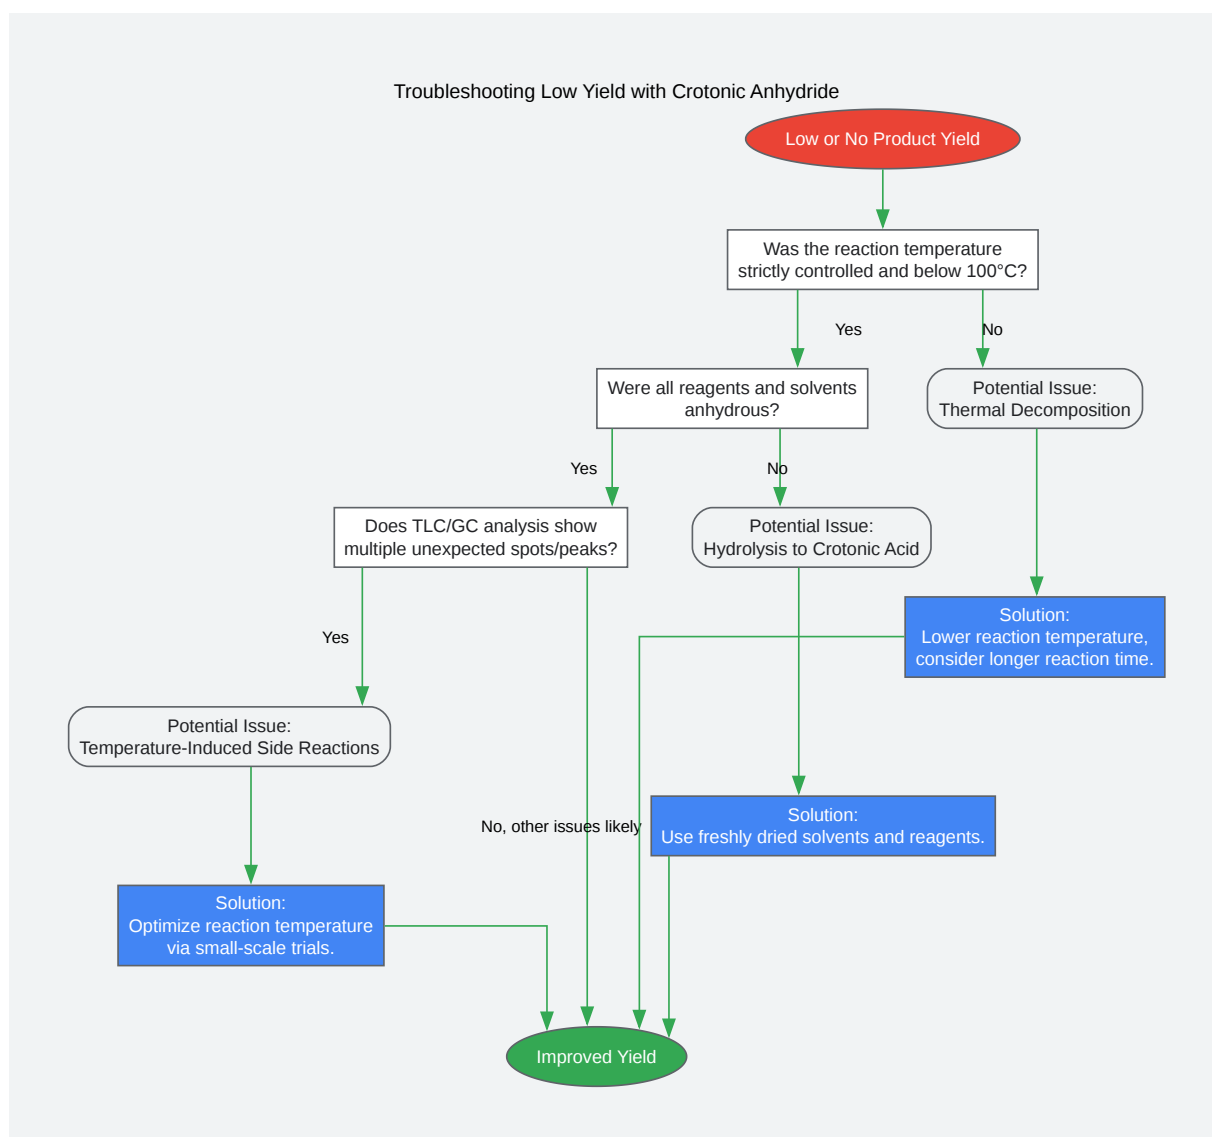 Troubleshooting Low Yield with Crotonic Anhydride
Low or No Product Yield
Was the reaction temperature
strictly controlled and below 100°C?
Yes
No
Were all reagents and solvents
anhydrous?
Potential Issue:
Thermal Decomposition
Yes
No
Does TLC/GC analysis show
multiple unexpected spots/peaks?
Potential Issue:
Hydrolysis to Crotonic Acid
Solution:
Lower reaction temperature,
consider longer reaction time.
Yes
Potential Issue:
Temperature-Induced Side Reactions
No, other issues likely
Solution:
Use freshly dried solvents and reagents.
Solution:
Optimize reaction temperature
via small-scale trials.
Improved Yield